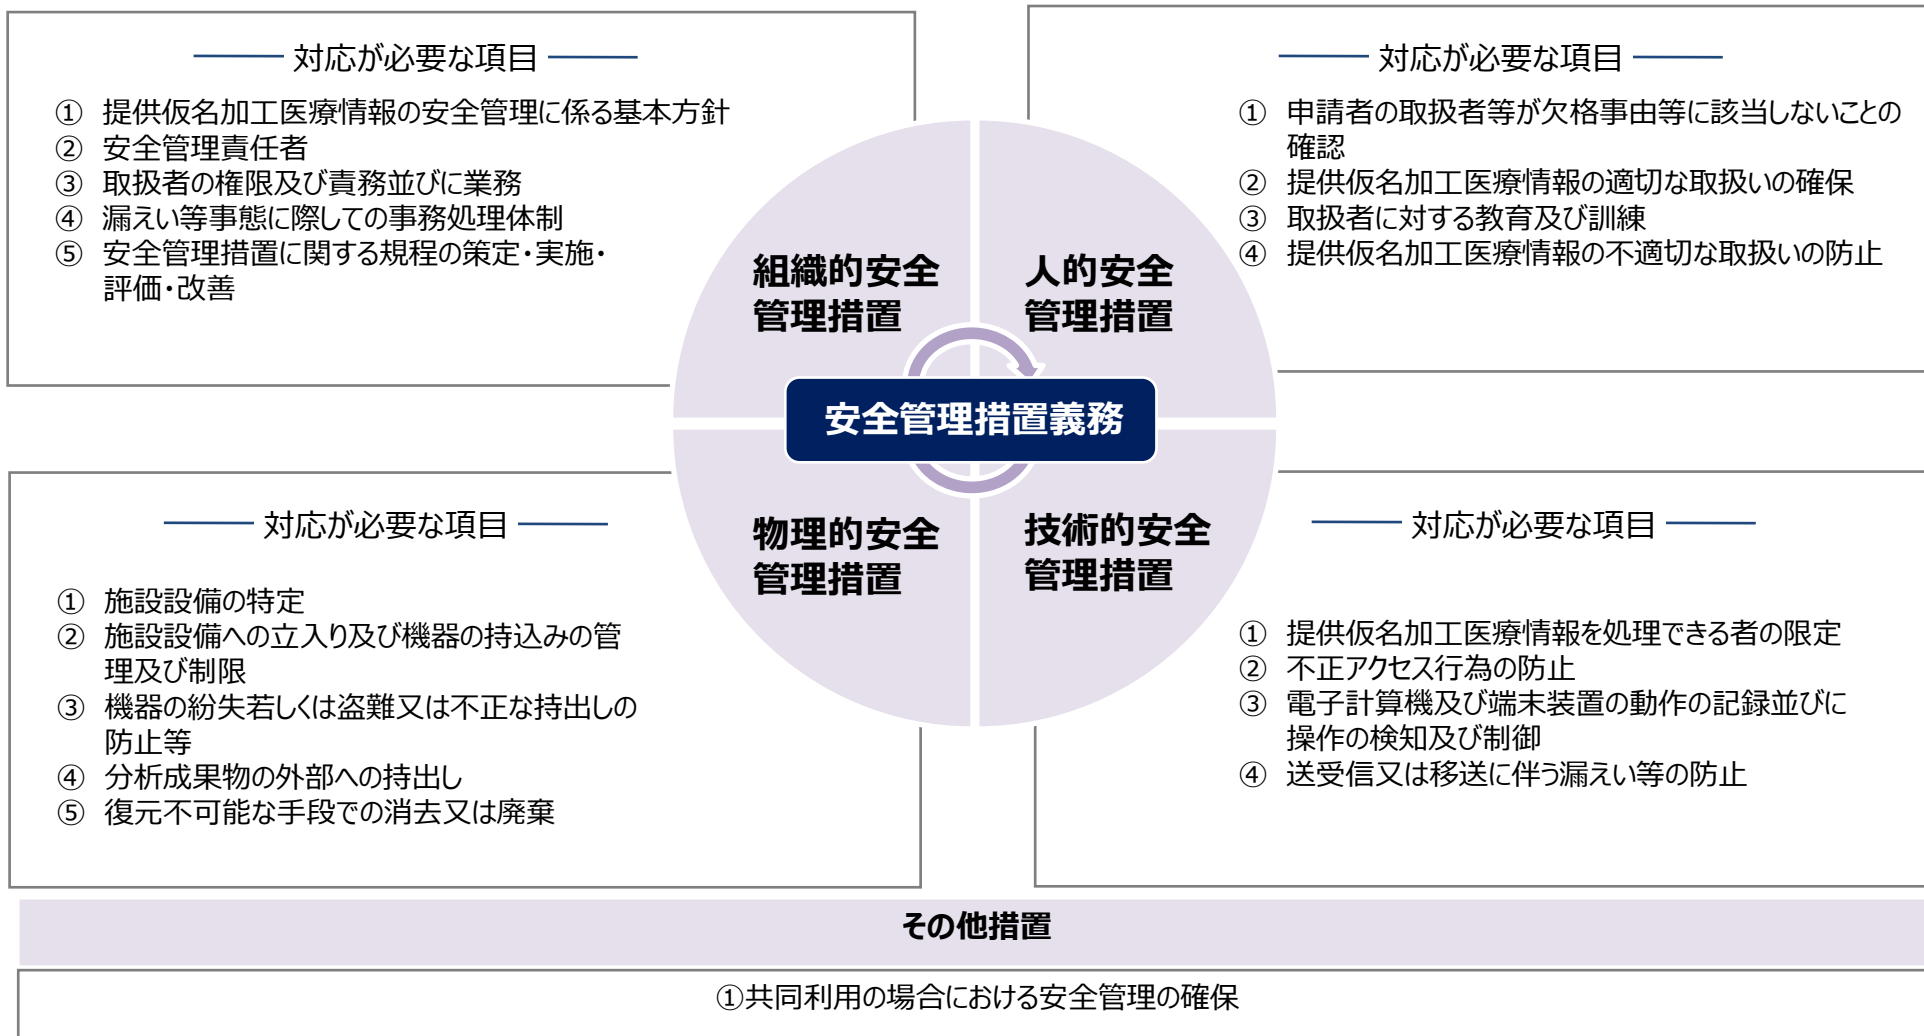 対応が必要な項目
① 提供仮名加工医療情報の安全管理に係る基本方針
② 安全管理責任者
③ 取扱者の権限及び責務並びに業務
④ 漏えい等事態に際しての事務処理体制
⑤ 安全管理措置に関する規程の策定・実施・
評価・改善
対応が必要な項目
① 申請者の取扱者等が欠格事由等に該当しないことの
確認
② 提供仮名加工医療情報の適切な取扱いの確保
③ 取扱者に対する教育及び訓練
④ 提供仮名加工医療情報の不適切な取扱いの防止
組織的安全
管理措置
人的安全
管理措置
安全管理措置義務
物理的安全
管理措置
技術的安全
管理措置
対応が必要な項目
① 施設設備の特定
② 施設設備への立入り及び機器の持込みの管
理及び制限
③ 機器の紛失若しくは盗難又は不正な持出しの
防止等
④ 分析成果物の外部への持出し
⑤ 復元不可能な手段での消去又は廃棄
対応が必要な項目
① 提供仮名加工医療情報を処理できる者の限定
② 不正アクセス行為の防止
③ 電子計算機及び端末装置の動作の記録並びに
操作の検知及び制御
④ 送受信又は移送に伴う漏えい等の防止
その他措置
①共同利用の場合における安全管理の確保